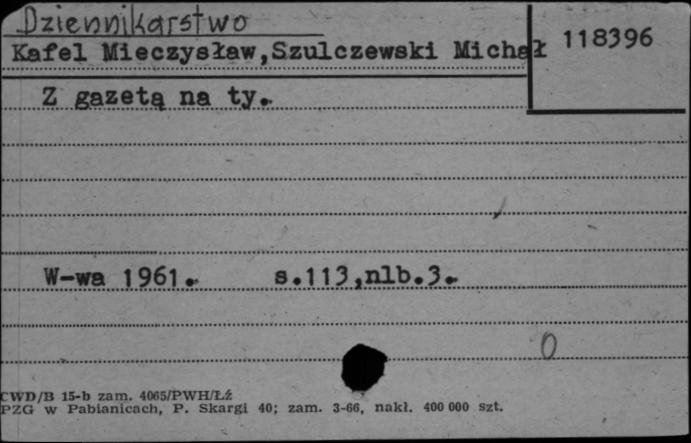 Dziennikarstwo
Kafel Mieczysław,Szulczewski Michał
118396
Z gazetą na ty.
W-wa 1961. s.113,nlb.3.
0
CWD/B 15-b zam. 4065/PWH/Łź
PZG w Pabianicach, P. Skargi 40; zam. 3-66, nakł. 400 000 szt.